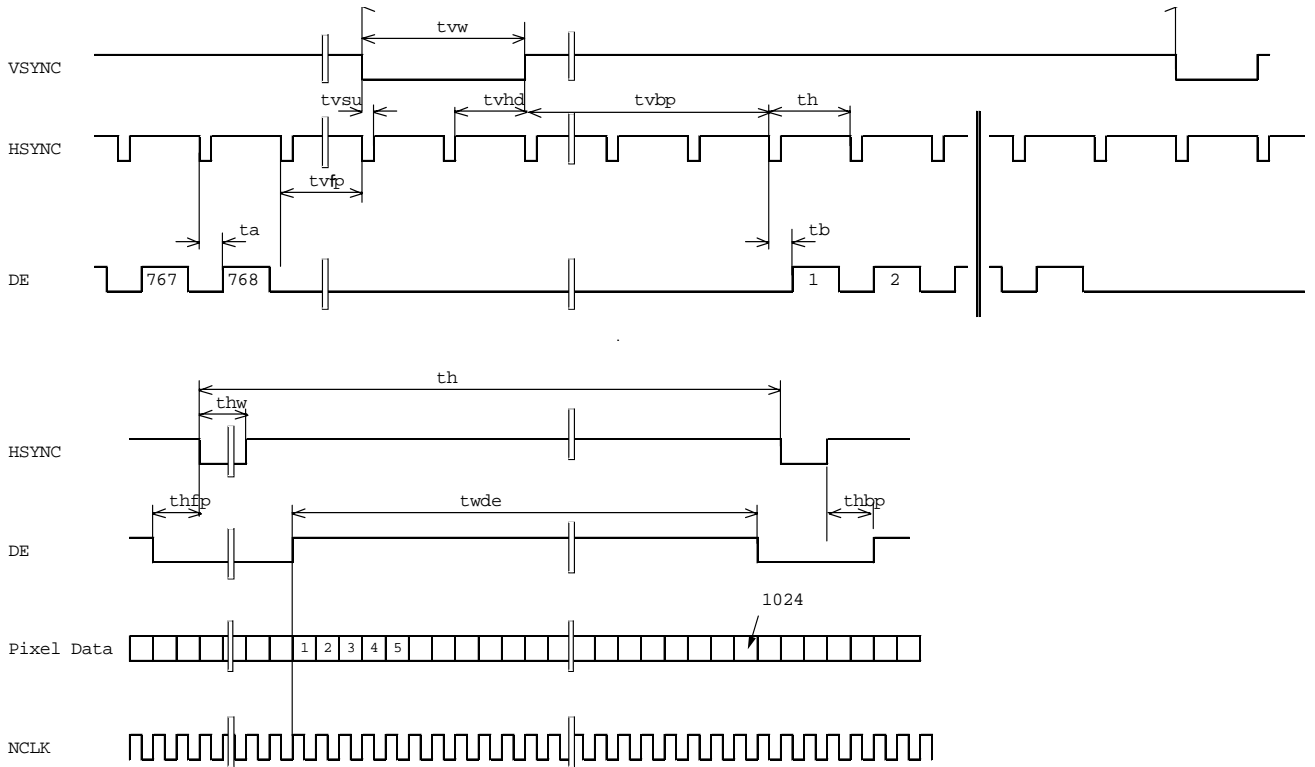 tvw
VSYNC
tvsu tvhd tvbp th
HSYNC
tvfp
ta tb
DE 767 768 1 2
th
thw
HSYNC
thfp twde thbp
DE
1024
Pixel Data 1 2 3 4 5
NCLK